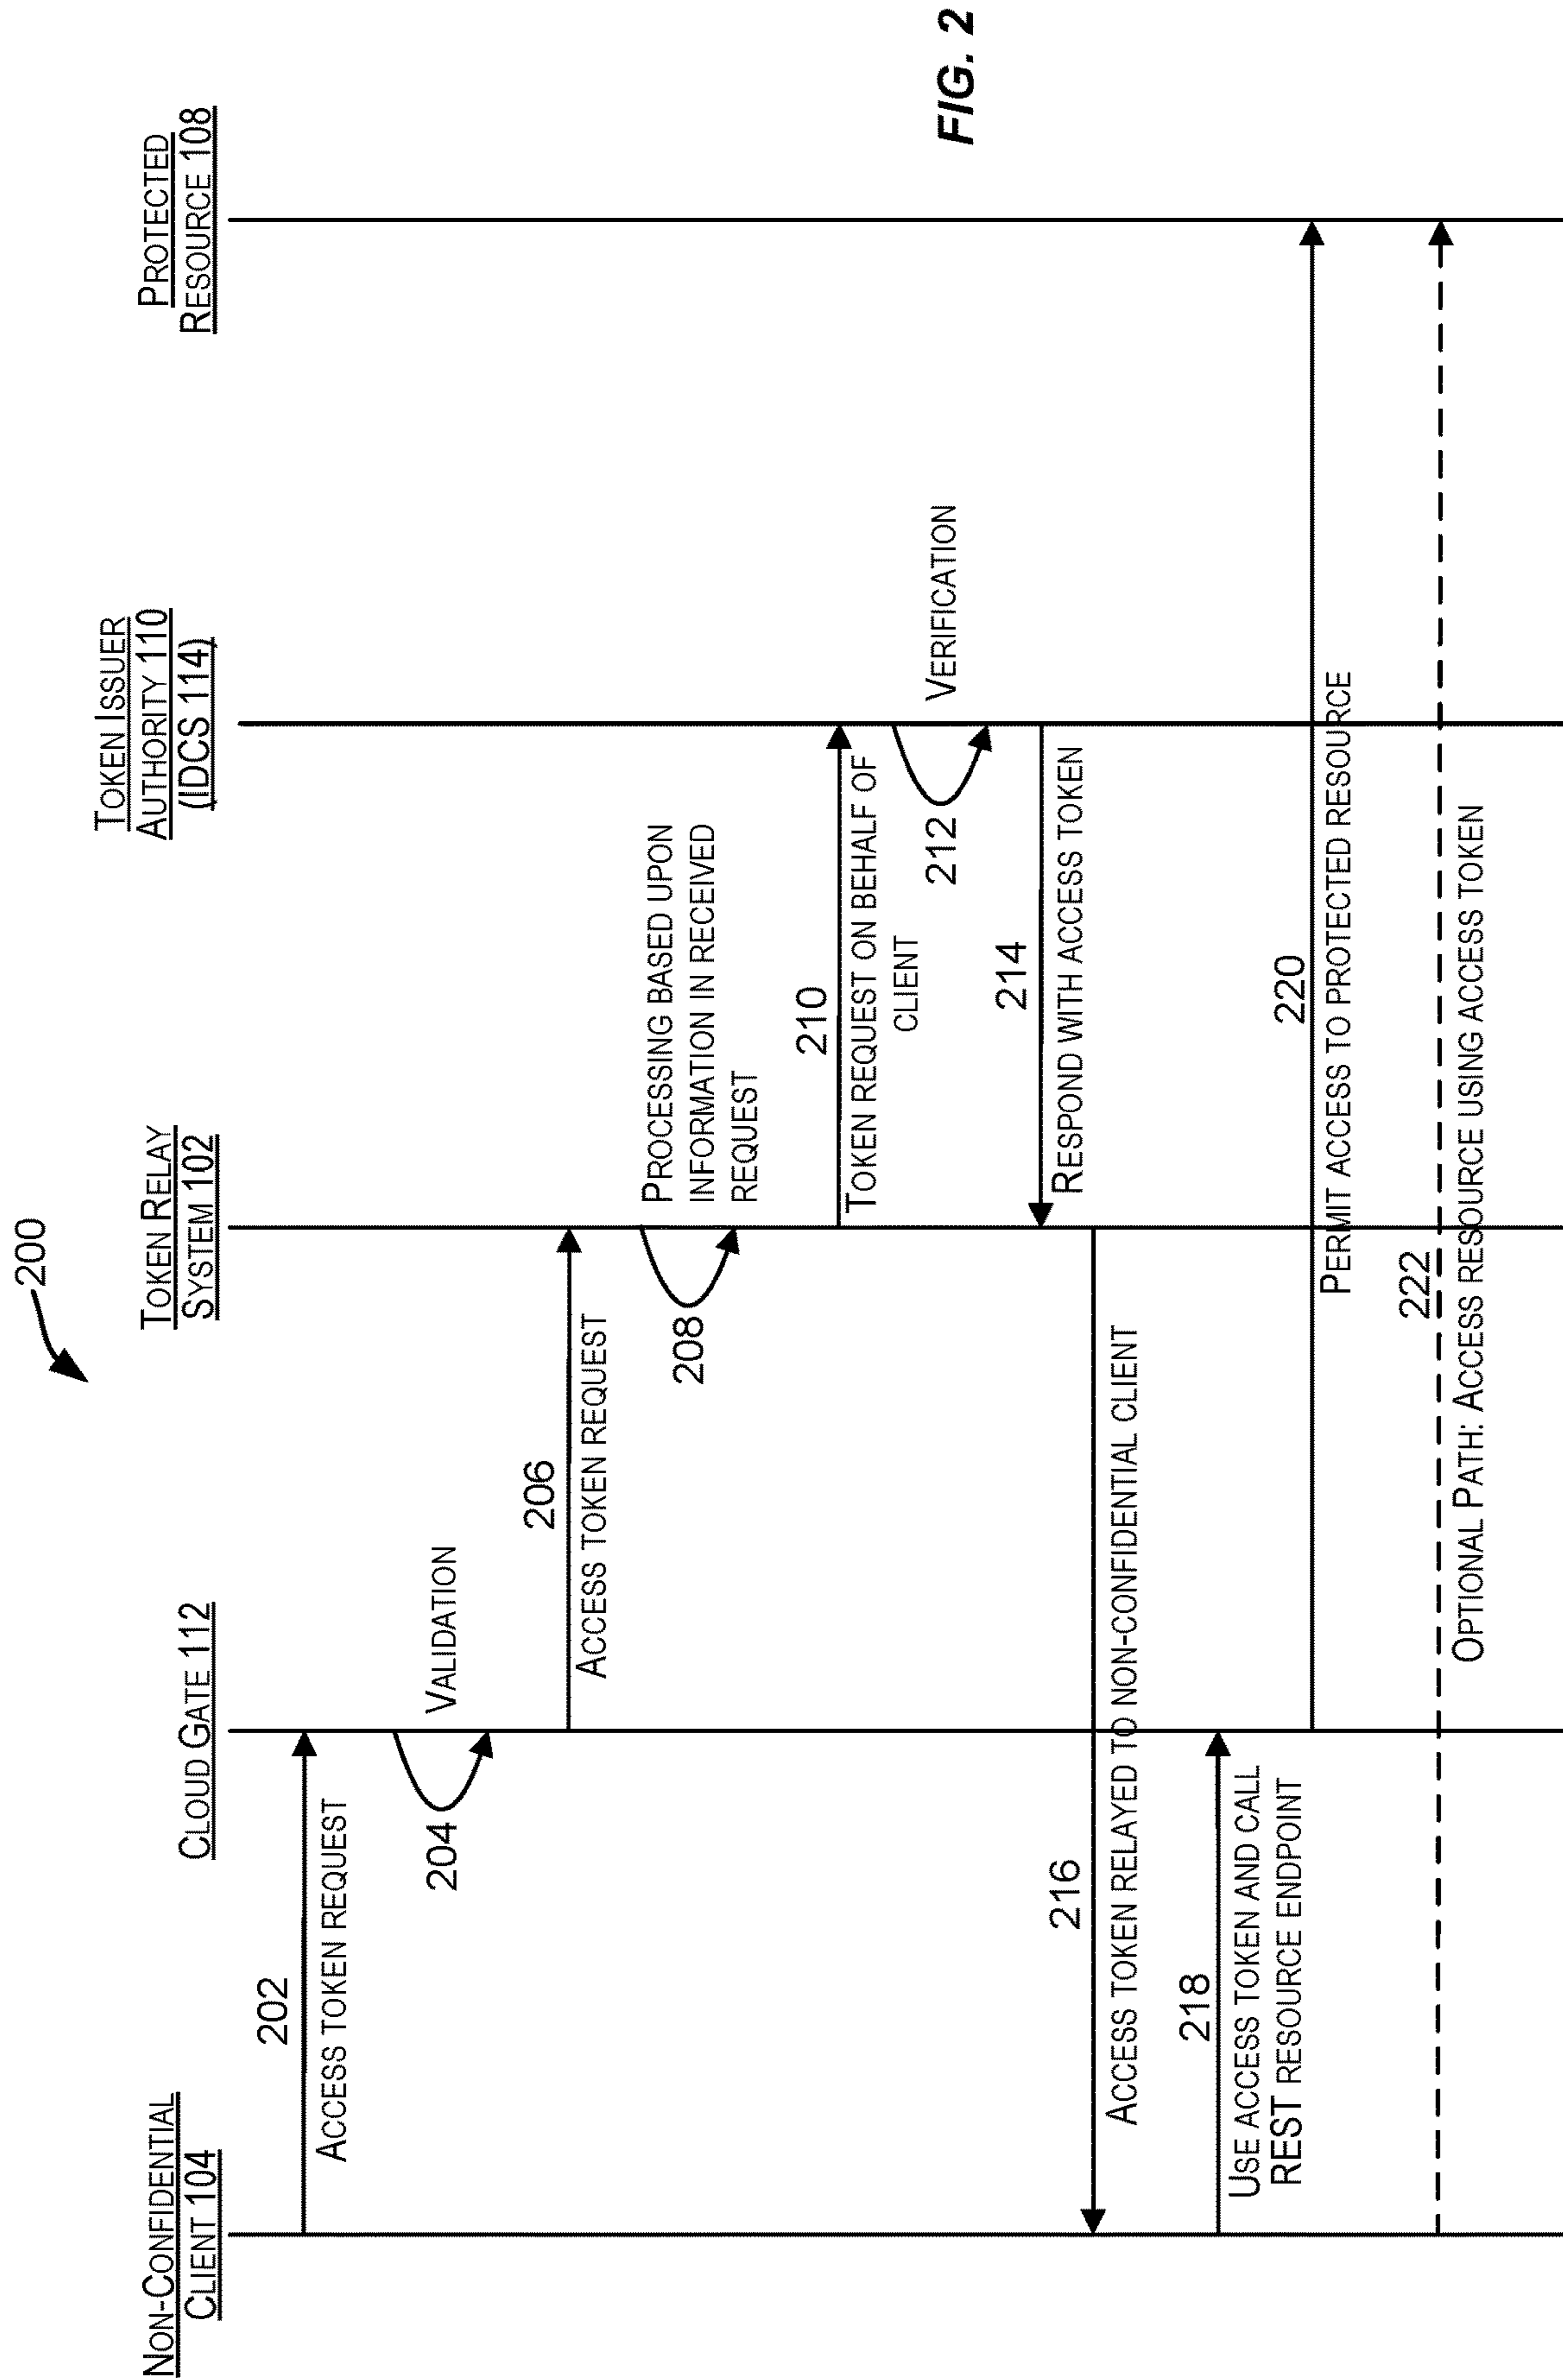 200
NON-CONFIDENTIAL
CLIENT 104
CLOUD GATE 112
TOKEN RELAY
SYSTEM 102
TOKEN ISSUER
AUTHORITY 110
(IDCS 114)
PROTECTED
RESOURCE 108
202
ACCESS TOKEN REQUEST
204
VALIDATION
206
ACCESS TOKEN REQUEST
208
PROCESSING BASED UPON
INFORMATION IN RECEIVED
REQUEST
210
TOKEN REQUEST ON BEHALF OF
CLIENT
212
VERIFICATION
214
RESPOND WITH ACCESS TOKEN
216
ACCESS TOKEN RELAYED TO NON-CONFIDENTIAL CLIENT
218
USE ACCESS TOKEN AND CALL
REST RESOURCE ENDPOINT
220
PERMIT ACCESS TO PROTECTED RESOURCE
222
OPTIONAL PATH: ACCESS RESOURCE USING ACCESS TOKEN
FIG. 2